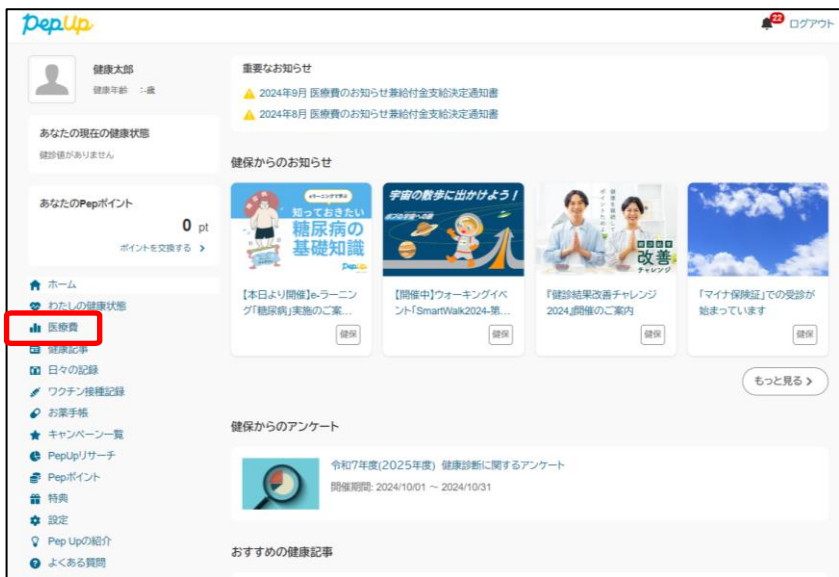 PepUp
22
ログアウト
健康太郎
健康年齢 :-歳
あなたの現在の健康状態
健診値がありません
あなたのPepポイント
0 pt
ポイントを交換する
ホーム
わたしの健康状態
医療費
健康記事
日々の記録
ワクチン接種記録
お薬手帳
キャンペーン一覧
PepUpリサーチ
Pepポイント
特典
設定
Pep Upの紹介
よくある質問
重要なお知らせ
2024年9月 医療費のお知らせ兼給付金支給決定通知書
2024年8月 医療費のお知らせ兼給付金支給決定通知書
健保からのお知らせ
eラーニングで学ぶ
知っておきたい
糖尿病の
基礎知識
PepUp
【本日より開催】e-ラーニン
グ「糖尿病」実施のご案...
健保
宇宙の散歩に出かけよう!
【開催中】ウォーキングイベ
ント「SmartWalk2024-第...
健保
改善
チャレンジ
『健診結果改善チャレンジ
2024』開催のご案内
健保
「マイナ保険証」での受診が
始まっています
健保
もっと見る
健保からのアンケート
令和7年度(2025年度) 健康診断に関するアンケート
開催期間: 2024/10/01 ~ 2024/10/31
おすすめの健康記事